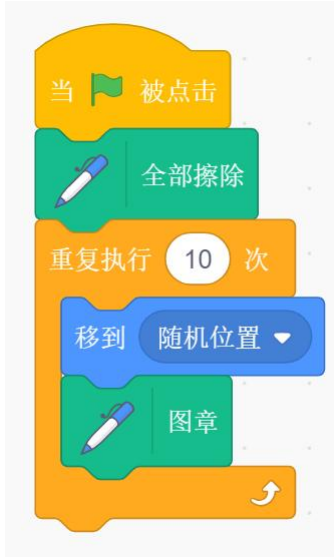 当 被点击
全部擦除
重复执行 10 次
移到 随机位置
图章